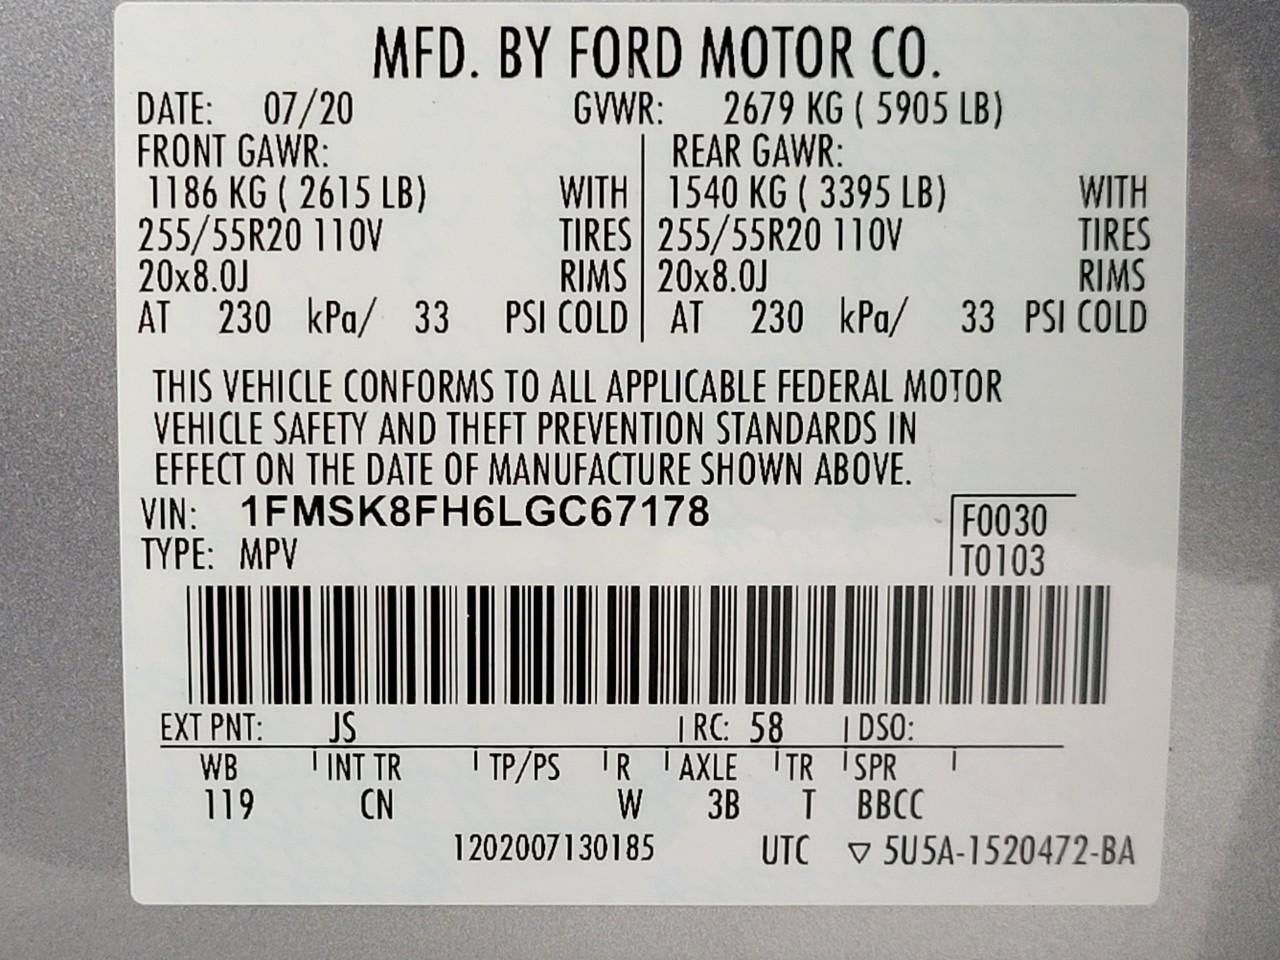 MFD. BY FORD MOTOR CO.
DATE: 07/20 GVWR: 2679 KG ( 5905 LB)
FRONT GAWR: REAR GAWR:
1186 KG ( 2615 LB) WITH 1540 KG ( 3395 LB) WITH
255/55R20 110V TIRES 255/55R20 110V TIRES
20x8.0J RIMS 20x8.0J RIMS
AT 230 kPa/ 33 PSI COLD AT 230 kPa/ 33 PSI COLD
THIS VEHICLE CONFORMS TO ALL APPLICABLE FEDERAL MOTOR
VEHICLE SAFETY AND THEFT PREVENTION STANDARDS IN
EFFECT ON THE DATE OF MANUFACTURE SHOWN ABOVE.
VIN: 1FMSK8FH6LGC67178 F0030
TYPE: MPV T0103
EXT PNT: JS RC: 58 DSO:
WB INT TR TP/PS R AXLE TR SPR
119 CN W 3B T BBCC
1202007130185 UTC ▽ 5U5A-1520472-BA